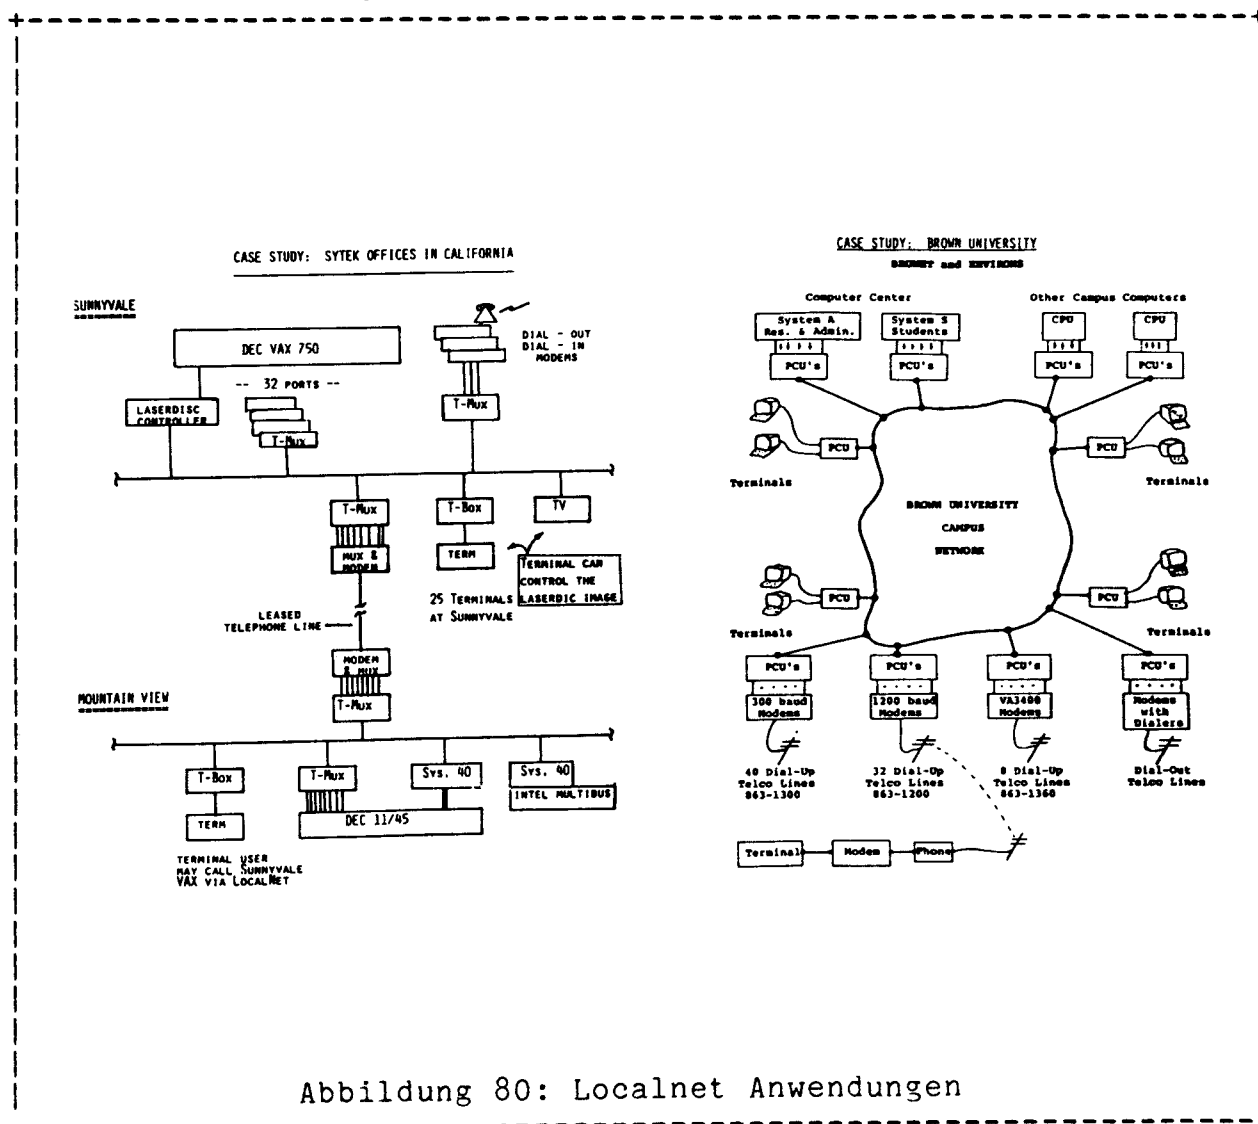 CASE STUDY: SYTEK OFFICES IN CALIFORNIA
SUNNYVALE
DEC VAX 750
DIAL - OUT
DIAL - IN
MODEMS
-- 32 PORTS --
LASERDISC
CONTROLLER
T-Mux
T-Mux
T-Mux
T-Box
TV
MUX &
MODEM
TERM
TERMINAL CAN
CONTROL THE
LASERDIC IMAGE
25 TERMINALS
AT SUNNYVALE
LEASED
TELEPHONE LINE
MODEM
& MUX
T-Mux
MOUNTAIN VIEW
T-Box
T-Mux
Sys. 40
Sys. 40
INTEL MULTIBUS
TERM
DEC 11/45
TERMINAL USER
MAY CALL SUNNYVALE
VAX VIA LOCALNET
CASE STUDY: BROWN UNIVERSITY
BRUNET and ENVIRONS
Computer Center
Other Campus Computers
System A
Res. & Admin.
System S
Students
CPU
CPU
PCU's
PCU's
PCU's
PCU's
PCU
PCU
Terminals
Terminals
BROWN UNIVERSITY
CAMPUS
NETWORK
PCU
PCU
Terminals
Terminals
PCU's
PCU's
PCU's
PCU's
300 baud
Modems
1200 baud
Modems
VA3400
Modems
Modems
with
Dialers
40 Dial-Up
Telco Lines
863-1300
32 Dial-Up
Telco Lines
863-1200
8 Dial-Up
Telco Lines
863-1360
Dial-Out
Telco Lines
Terminal
Modem
Phone
Abbildung 80: Localnet Anwendungen